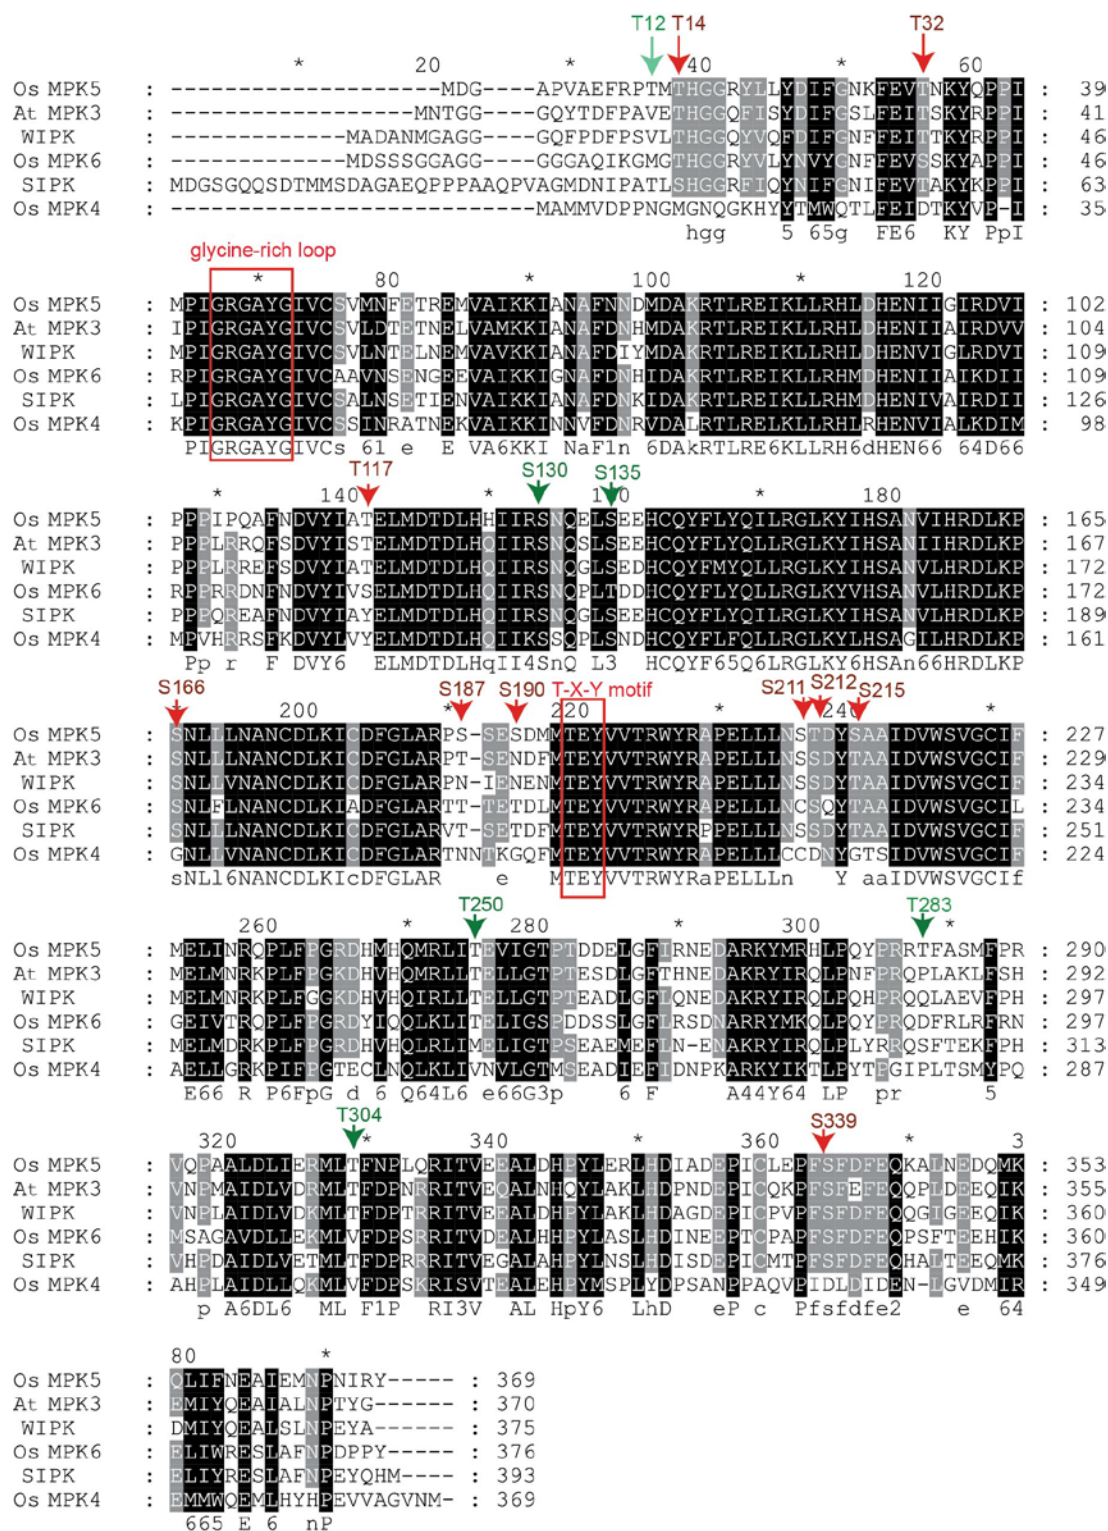 T12 T14 T32
* 20 * 40 * 60
Os MPK5 : --------------------MDG----APVAEFRPTMTHGGRYLLYDIFGNKFEVTNKYQPPI : 39
At MPK3 : ------------------MNTGG----GQYTDFPAVETHGGQFISYDIFGSLFEITSKYRPPI : 41
WIPK : -------------MADANMGAGG----GQFPDFPSVLTHGGQYVQFDIFGNFFEITTKYRPPI : 46
Os MPK6 : -------------MDSSSGGAGG----GGGAQIKGMGTHGGRYVLYNVYGNFFEVSSKYAPPI : 46
SIPK : MDGSGQQSDTMMSDAGAEQPPPAAQPVAGMDNIPATLSHGGRFIQYNIFGNIFEVTAKYKPPI : 63
Os MPK4 : ---------------------------MAMMVDPPNGMGNQGKHYYTMWQTLFEIDTKYVP-I : 35
hgg 5 65g FE6 KY PpI
glycine-rich loop
* 80 * 100 * 120
Os MPK5 : MPIGRGAYGIVCSVMNFETREMVAIKKIANAFNNDMDAKRTLREIKLLRHLDHENIIGIRDVI : 102
At MPK3 : IPIGRGAYGIVCSVLDTETNELVAMKKIANAFDNHMDAKRTLREIKLLRHLDHENIIAIRDVV : 104
WIPK : MPIGRGAYGIVCSVLNTELNEMVAVKKIANAFDIYMDAKRTLREIKLLRHLDHENVIGLRDVI : 109
Os MPK6 : RPIGRGAYGIVCAAVNSENGEEVAIKKIGNAFDNHIDAKRTLREIKLLRHMDHENIIAIKDII : 109
SIPK : LPIGRGAYGIVCSALNSETIENVAIKKIANAFDNKIDAKRTLREIKLLRHMDHENIVAIRDII : 126
Os MPK4 : KPIGRGAYGIVCSSINRATNEKVAIKKINNVFDNRVDALRTLREIKLLRHLRHENVIALKDIM : 98
PIGRGAYGIVCs 61 e E VA6KKI NaF1n 6DAkRTLRE6KLLRH6dHEN66 64D66
T117 S130 S135
* 140 * 170 * 180
Os MPK5 : PPPIPQAFNDVYIATELMDTDLHHIIRSNQELSEEHCQYFLYQILRGLKYIHSANVIHRDLKP : 165
At MPK3 : PPPLRRQFSDVYISTELMDTDLHQIIRSNQSLSEEHCQYFLYQLLRGLKYIHSANIIHRDLKP : 167
WIPK : PPPLRREFSDVYIATELMDTDLHQIIRSNQGLSEDHCQYFMYQLLRGLKYIHSANVIHRDLKP : 172
Os MPK6 : RPPRRDNFNDVYIVSELMDTDLHQIIRSNQPLTDDHCQYFLYQLLRGLKYVHSANVLHRDLKP : 172
SIPK : PPPQREAFNDVYIAYELMDTDLHQIIRSNQGLSEEHCQYFLYQILRGLKYIHSANVLHRDLKP : 189
Os MPK4 : MPVHRRSFKDVYLVYELMDTDLHQIIKSSQPLSNDHCQYFLFQLLRGLKYLHSAGILHRDLKP : 161
Pp r F DVY6 ELMDTDLHqII4SnQ L3 HCQYF65Q6LRGLKY6HSAn66HRDLKP
S166 S187 S190 T-X-Y motif S211 S212 S215
* 200 * 220 * 240 *
Os MPK5 : SNLLLNANCDLKICDFGLARPS-SESDMMTEYVVTRWYRAPELLLNSTDYSAAIDVWSVGCIF : 227
At MPK3 : SNLLLNANCDLKICDFGLARPT-SENDFMTEYVVTRWYRAPELLLNSSDYTAAIDVWSVGCIF : 229
WIPK : SNLLVNANCDLKICDFGLARPN-IENENMTEYVVTRWYRAPELLLNSSDYTAAIDVWSVGCIF : 234
Os MPK6 : SNLFLNANCDLKIADFGLARTT-TETDLMTEYVVTRWYRAPELLLNCSQYTAAIDVWSVGCIL : 234
SIPK : SNLLLNANCDLKICDFGLARVT-SETDFMTEYVVTRWYRPPELLLNSSDYTAAIDVWSVGCIF : 251
Os MPK4 : GNLLVNANCDLKICDFGLARTNNTKGQFMTEYVVTRWYRAPELLLCCDNYGTSIDVWSVGCIF : 224
sNLl6NANCDLKIcDFGLAR e MTEYVVTRWYRaPELLLn Y aaIDVWSVGCIf
T250 T283
260 * 280 * 300 *
Os MPK5 : MELINRQPLFPGRDHMHQMRLITEVIGTPTDDELGFIRNEDARKYMRHLPQYPRRTFASMFPR : 290
At MPK3 : MELMNRKPLFPGKDHVHQMRLLTELLGTPTESDLGFTHNEDAKRYIRQLPNFPRQPLAKLFSH : 292
WIPK : MELMNRKPLFGGKDHVHQIRLLTELLGTPTEADLGFLQNEDAKRYIRQLPQHPRQQLAEVFPH : 297
Os MPK6 : GEIVTRQPLFPGRDYIQQLKLITELIGSPDDSSLGFLRSDNARRYMKQLPQYPRQDFRLRFRN : 297
SIPK : MELMDRKPLFPGRDHVHQLRLIMELIGTPSEAEMEFLN-ENAKRYIRQLPLYRRQSFTEKFPH : 313
Os MPK4 : AELLGRKPIFPGTECLNQLKLIVNVLGTMSEADIEFIDNPKARKYIKTLPYTPGIPLTSMYPQ : 287
E66 R P6FpG d 6 Q64L6 e66G3p 6 F A44Y64 LP pr 5
T304 S339
320 * 340 * 360 * 3
Os MPK5 : VQPAALDLIERMLTFNPLQRITVEEALDHPYLERLHDIADEPICLEPFSFDFEQKALNEDQMK : 353
At MPK3 : VNPMAIDLVDRMLTFDPNRRITVEQALNHQYLAKLHDPNDEPICQKPFSFEFEQQPLDEEQIK : 355
WIPK : VNPLAIDLVDKMLTFDPTRRITVEEALDHPYLAKLHDAGDEPICPVPFSFDFEQQGIGEEQIK : 360
Os MPK6 : MSAGAVDLLEKMLVFDPSRRITVDEALHHPYLASLHDINEEPTCPAPFSFDFEQPSFTEEHIK : 360
SIPK : VHPDAIDLVETMLTFDPRRRITVEGALAHPYLNSLHDISDEPICMTPFSFDFEQHALTEEQMK : 376
Os MPK4 : AHPLAIDLLQKMLVFDPSKRISVTEALEHPYMSPLYDPSANPPAQVPIDLDIDEN-LGVDMIR : 349
p A6DL6 ML F1P RI3V AL HpY6 LhD eP c Pfsfdfe2 e 64
80 *
Os MPK5 : QLIFNEAIEMNPNIRY----- : 369
At MPK3 : EMIYQEAIALNPTYG------ : 370
WIPK : DMIYQEALSLNPEYA------ : 375
Os MPK6 : ELIWRESLAFNPDPPY----- : 376
SIPK : ELIYRESLAFNPEYQHM---- : 393
Os MPK4 : EMMWQEMLHYHPEVVAGVNM- : 369
665 E 6 nP